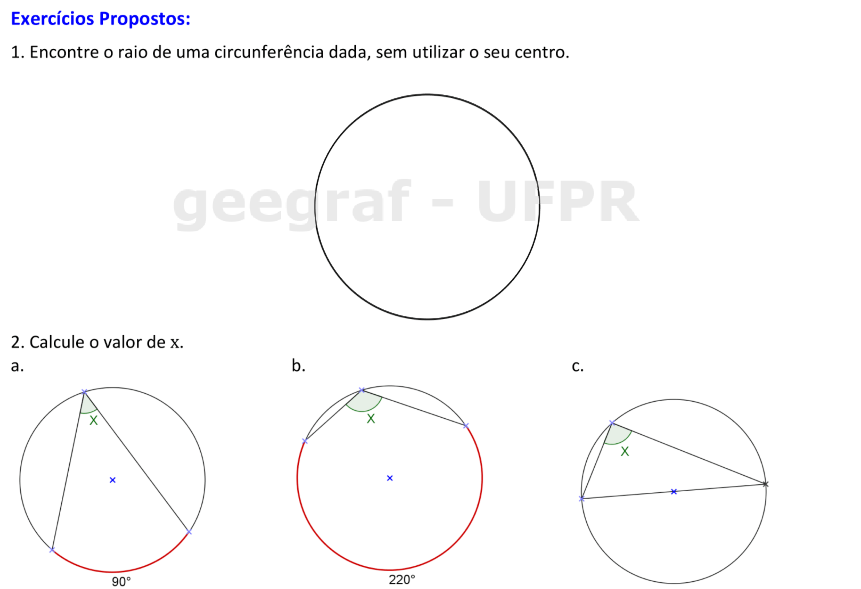 Exercícios Propostos:
1. Encontre o raio de uma circunferência dada, sem utilizar o seu centro.
geegraf - UFPR
2. Calcule o valor de x.
a. b. c.
X X X
90° 220°